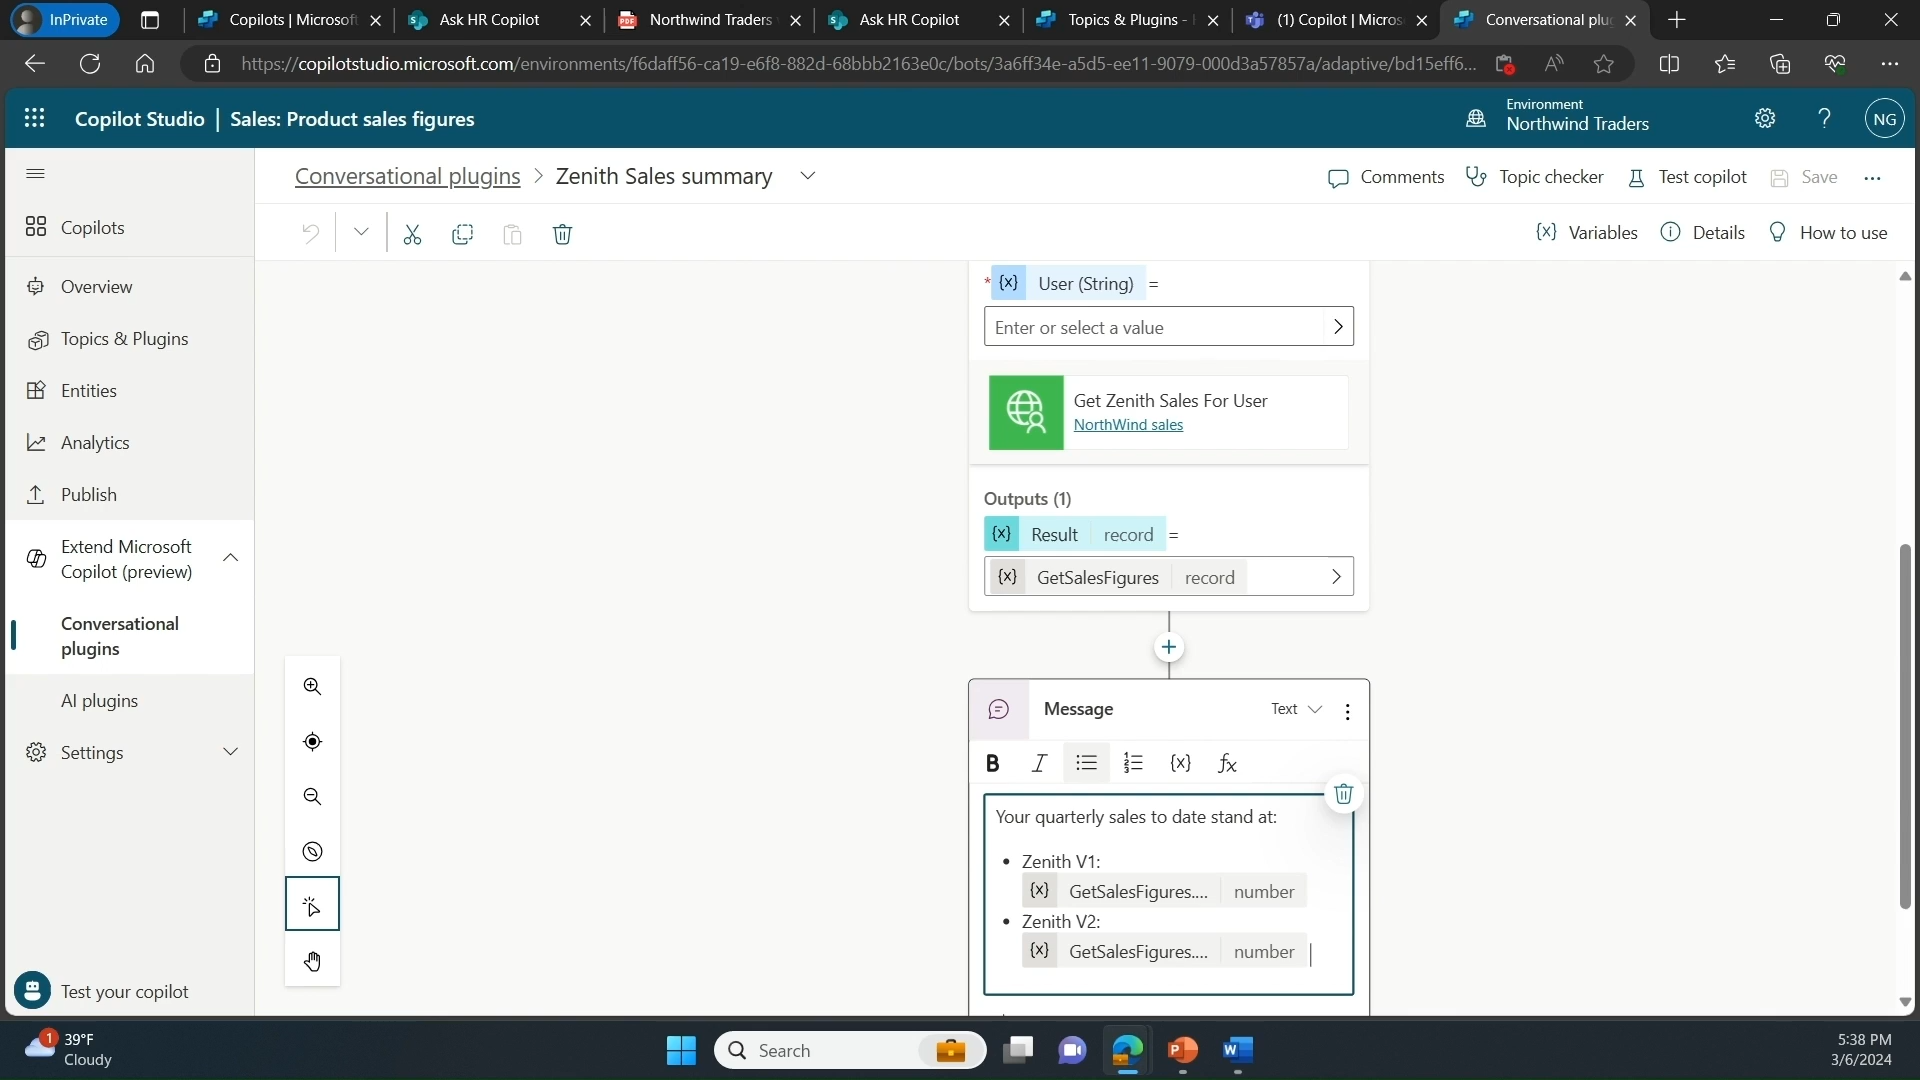 InPrivate
Copilots | Microsoft
Ask HR Copilot
Northwind Traders
Ask HR Copilot
Topics & Plugins -
(1) Copilot | Micros
Conversational plu
https://copilotstudio.microsoft.com/environments/f6daff56-ca19-e6f8-882d-68bbb2163e0c/bots/3a6ff34e-a5d5-ee11-9079-000d3a57857a/adaptive/bd15eff6...
Copilot Studio | Sales: Product sales figures
Environment
Northwind Traders
NG
Conversational plugins > Zenith Sales summary
Comments
Topic checker
Test copilot
Save
Variables
Details
How to use
Copilots
Overview
Topics & Plugins
Entities
Analytics
Publish
Extend Microsoft
Copilot (preview)
Conversational
plugins
AI plugins
Settings
Test your copilot
* {x} User (String) =
Enter or select a value
Get Zenith Sales For User
NorthWind sales
Outputs (1)
{x} Result record =
{x} GetSalesFigures record
Message
Text
B I {x} fx
Your quarterly sales to date stand at:
• Zenith V1:
{x} GetSalesFigures.... number
• Zenith V2:
{x} GetSalesFigures.... number
1
39°F
Cloudy
Search
5:38 PM
3/6/2024